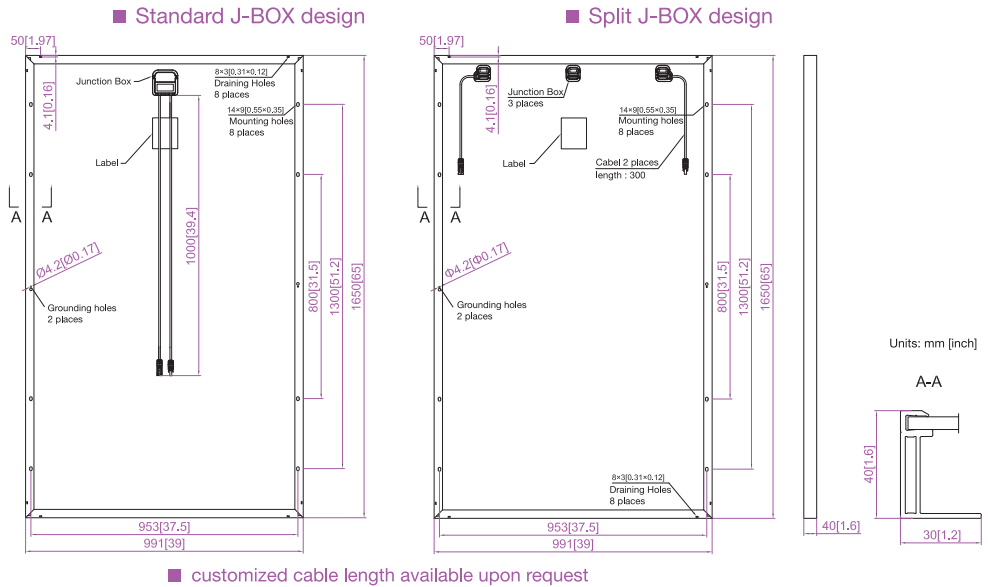 ■ Standard J-BOX design
50[1.97]
4.1[0.16]
Junction Box
8×3[0.31×0.12]
Draining Holes
8 places
14×9[0.55×0.35]
Mounting holes
8 places
Label
A
A
1000[39.4]
Ø4.2[Ø0.17]
Grounding holes
2 places
800[31.5]
1300[51.2]
1650[65]
953[37.5]
991[39]
■ Split J-BOX design
50[1.97]
4.1[0.16]
Junction Box
3 places
14×9[0.55×0.35]
Mounting holes
8 places
Label
Cabel 2 places
length : 300
A
A
Φ4.2[Φ0.17]
Grounding holes
2 places
800[31.5]
1300[51.2]
1650[65]
8×3[0.31×0.12]
Draining Holes
8 places
953[37.5]
991[39]
40[1.6]
Units: mm [inch]
A-A
40[1.6]
30[1.2]
■ customized cable length available upon request